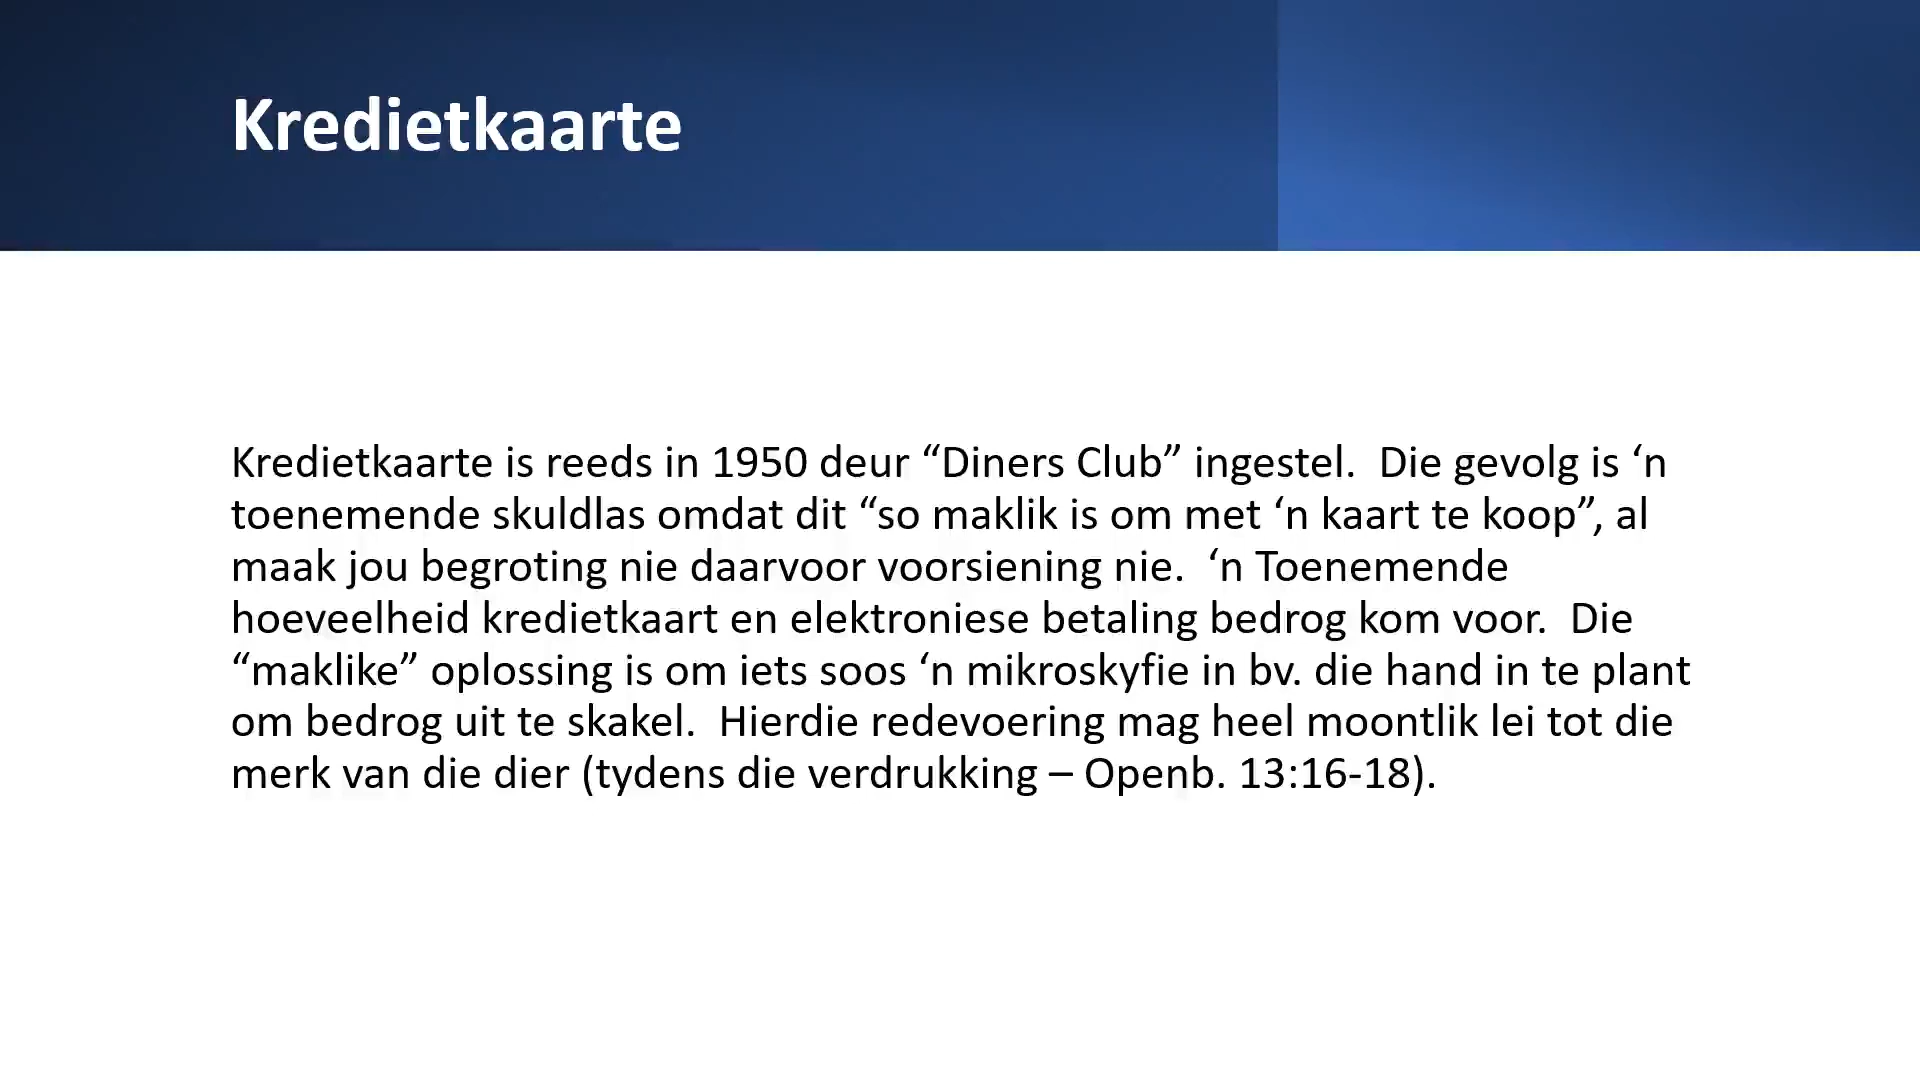 Kredietkaarte
Kredietkaarte is reeds in 1950 deur “Diners Club” ingestel.  Die gevolg is ‘n
toenemende skuldlas omdat dit “so maklik is om met ‘n kaart te koop”, al
maak jou begroting nie daarvoor voorsiening nie.  ‘n Toenemende
hoeveelheid kredietkaart en elektroniese betaling bedrog kom voor.  Die
“maklike” oplossing is om iets soos ‘n mikroskyfie in bv. die hand in te plant
om bedrog uit te skakel.  Hierdie redevoering mag heel moontlik lei tot die
merk van die dier (tydens die verdrukking – Openb. 13:16-18).